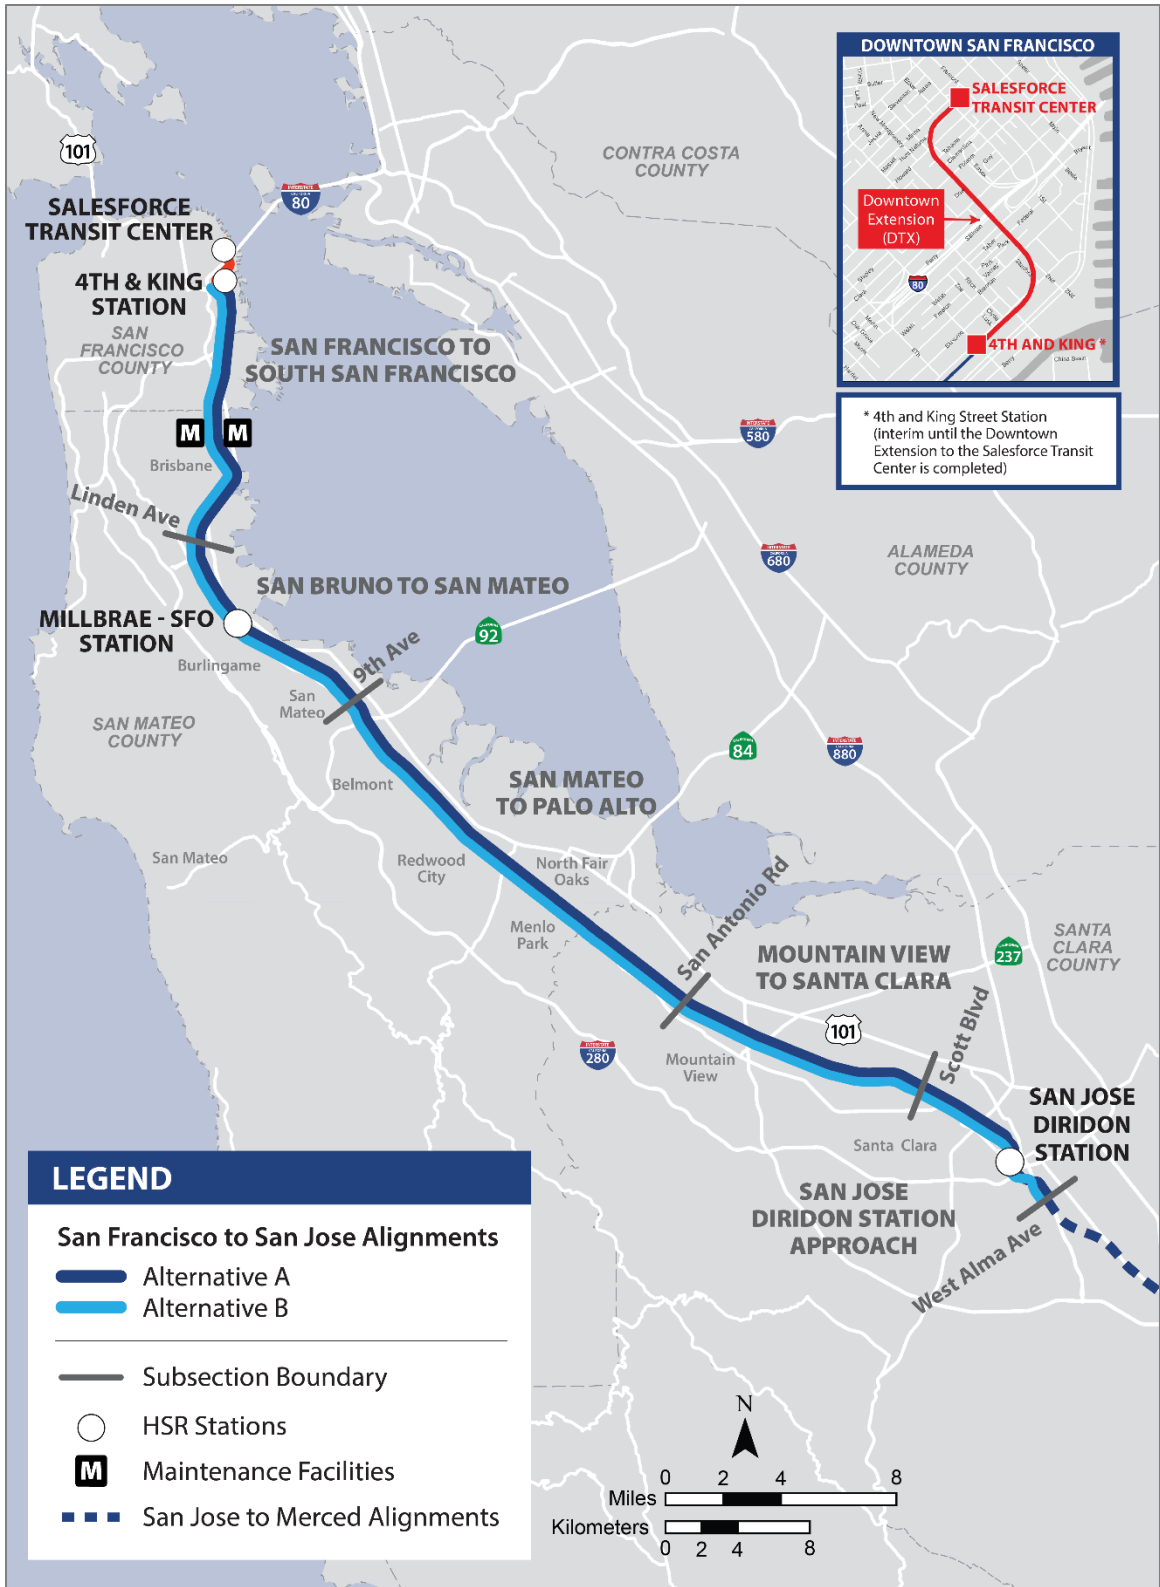 101
INTERSTATE
CALIFORNIA
80
SALESFORCE
TRANSIT CENTER
4TH & KING
STATION
SAN
FRANCISCO
COUNTY
CONTRA COSTA
COUNTY
DOWNTOWN SAN FRANCISCO
SALESFORCE
TRANSIT CENTER
Downtown
Extension
(DTX)
80
4TH AND KING *
* 4th and King Street Station
(interim until the Downtown
Extension to the Salesforce Transit
Center is completed)
SAN FRANCISCO TO
SOUTH SAN FRANCISCO
M
M
Brisbane
Linden Ave
580
680
ALAMEDA
COUNTY
SAN BRUNO TO SAN MATEO
MILLBRAE - SFO
STATION
92
9th Ave
Burlingame
San
Mateo
SAN MATEO
COUNTY
84
880
Belmont
SAN MATEO
TO PALO ALTO
San Mateo
Redwood
City
North Fair
Oaks
Menlo
Park
San Antonio Rd
MOUNTAIN VIEW
TO SANTA CLARA
SANTA
CLARA
COUNTY
237
101
280
Mountain
View
Scott Blvd
SAN JOSE
DIRIDON
STATION
Santa Clara
SAN JOSE
DIRIDON STATION
APPROACH
West Alma Ave
LEGEND
San Francisco to San Jose Alignments
Alternative A
Alternative B
Subsection Boundary
HSR Stations
M
Maintenance Facilities
San Jose to Merced Alignments
N
0 2 4 8
Miles
Kilometers
0 2 4 8